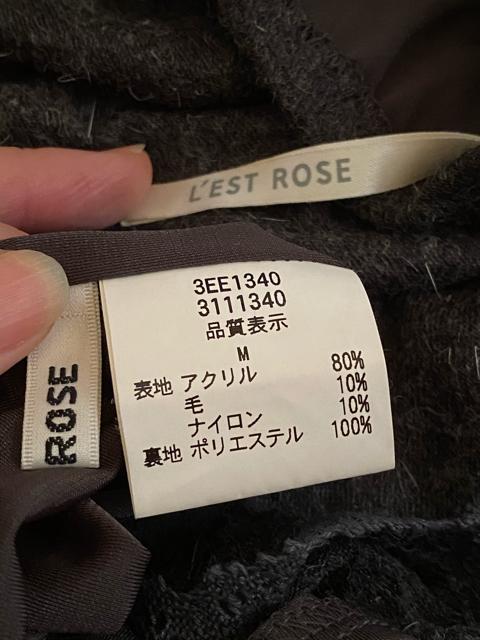 L'EST ROSE
3EE1340
3111340
品質表示
M
表地 アクリル 80%
毛 10%
ナイロン 10%
裏地 ポリエステル 100%
ROSE